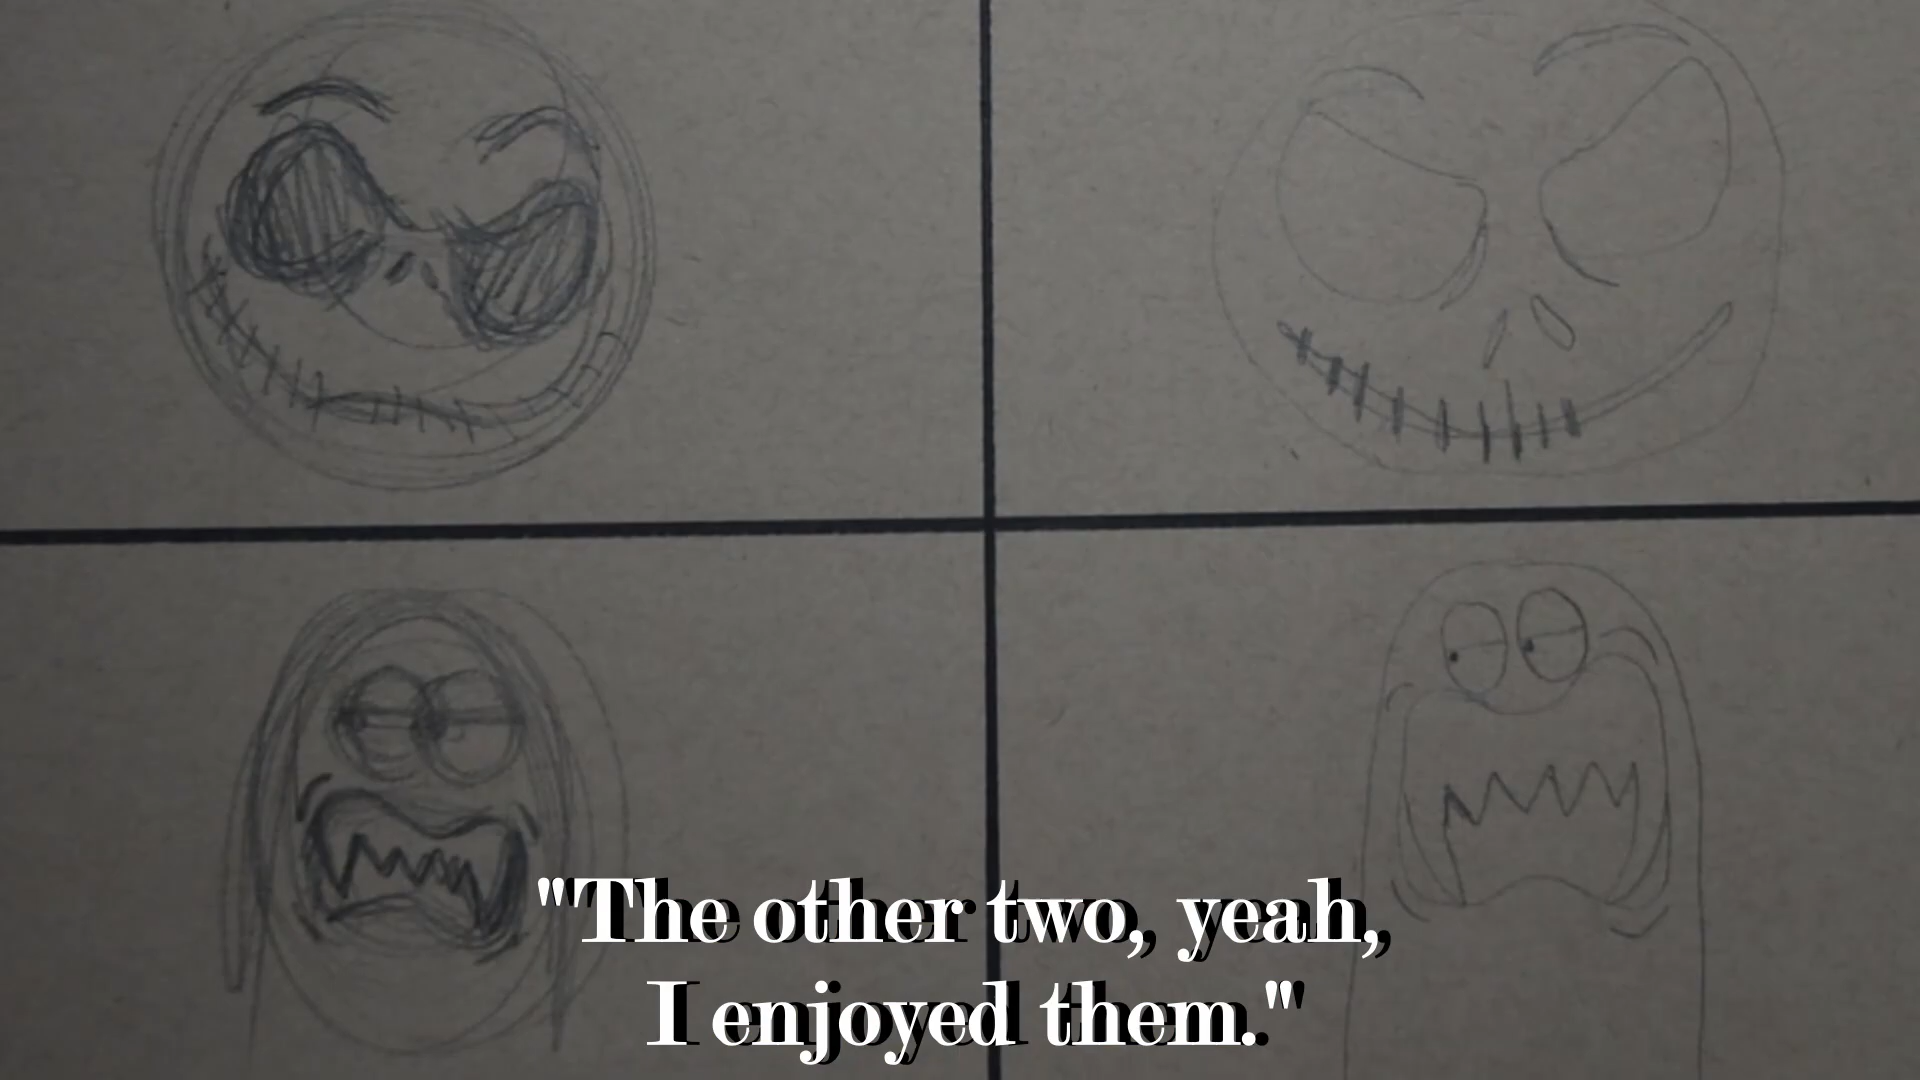 "The other two, yeah,
I enjoyed them."